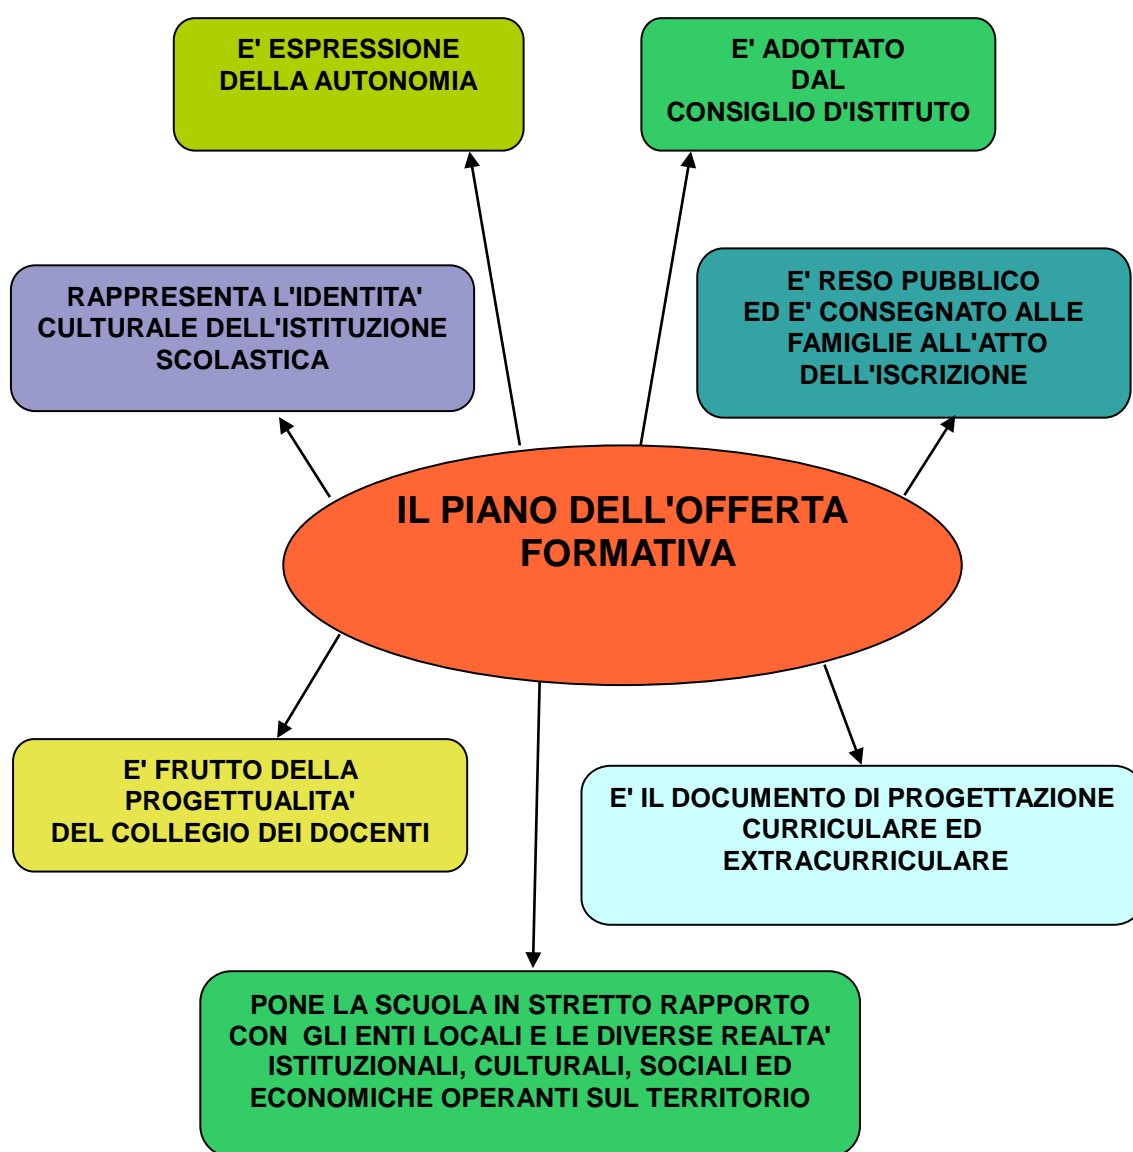 E' ESPRESSIONE
DELLA AUTONOMIA
E' ADOTTATO
DAL
CONSIGLIO D'ISTITUTO
RAPPRESENTA L'IDENTITA'
CULTURALE DELL'ISTITUZIONE
SCOLASTICA
E' RESO PUBBLICO
ED E' CONSEGNATO ALLE
FAMIGLIE ALL'ATTO
DELL'ISCRIZIONE
IL PIANO DELL'OFFERTA
FORMATIVA
E' FRUTTO DELLA
PROGETTUALITA'
DEL COLLEGIO DEI DOCENTI
E' IL DOCUMENTO DI PROGETTAZIONE
CURRICULARE ED
EXTRACURRICULARE
PONE LA SCUOLA IN STRETTO RAPPORTO
CON  GLI ENTI LOCALI E LE DIVERSE REALTA'
ISTITUZIONALI, CULTURALI, SOCIALI ED
ECONOMICHE OPERANTI SUL TERRITORIO